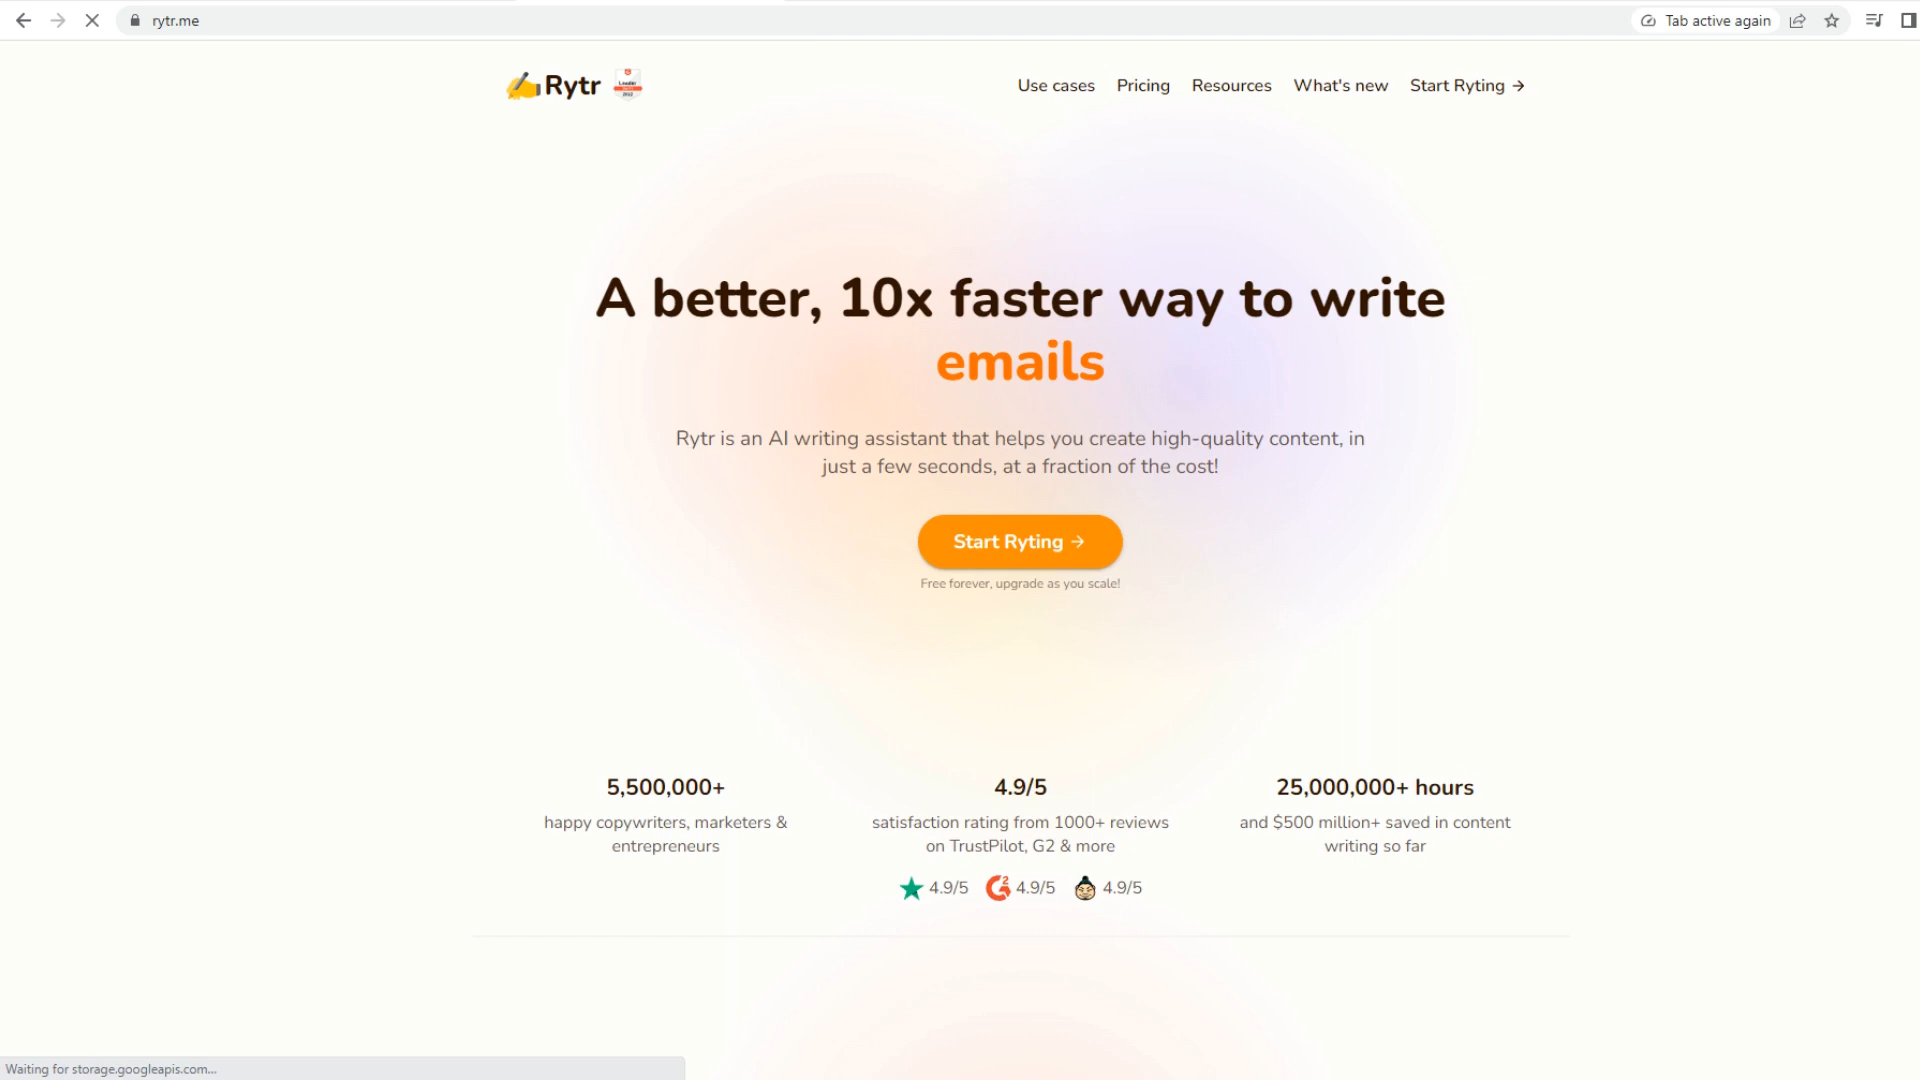 rytr.me
Tab active again
Rytr
Leader
2022
Use cases
Pricing
Resources
What's new
Start Ryting →
A better, 10x faster way to write
emails
Rytr is an AI writing assistant that helps you create high-quality content, in
just a few seconds, at a fraction of the cost!
Start Ryting →
Free forever, upgrade as you scale!
5,500,000+
happy copywriters, marketers &
entrepreneurs
4.9/5
satisfaction rating from 1000+ reviews
on TrustPilot, G2 & more
4.9/5
4.9/5
4.9/5
25,000,000+ hours
and $500 million+ saved in content
writing so far
Waiting for storage.googleapis.com...